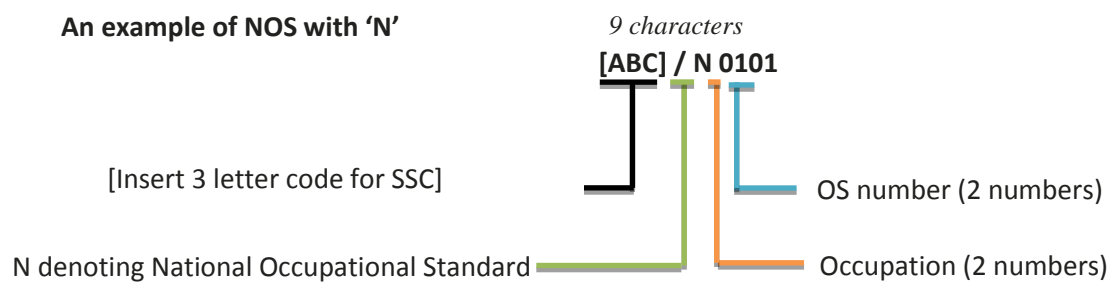 An example of NOS with ‘N’
9 characters
[ABC] / N 0101
[Insert 3 letter code for SSC]
OS number (2 numbers)
N denoting National Occupational Standard
Occupation (2 numbers)